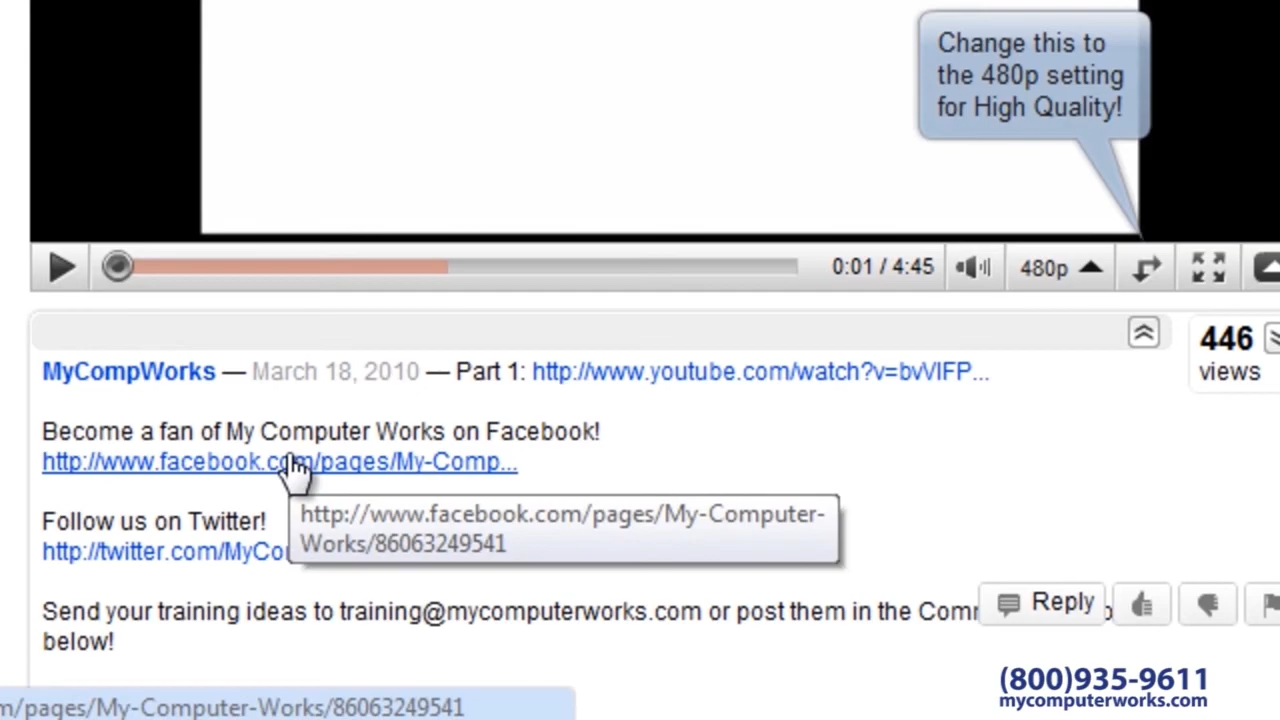 Change this to
the 480p setting
for High Quality!
0:01 / 4:45
480p
446
views
MyCompWorks — March 18, 2010 — Part 1: http://www.youtube.com/watch?v=bvVIFP...
Become a fan of My Computer Works on Facebook!
http://www.facebook.com/pages/My-Comp...
http://www.facebook.com/pages/My-Computer-
Works/86063249541
Follow us on Twitter!
http://twitter.com/MyCo
Send your training ideas to training@mycomputerworks.com or post them in the Comm
below!
Reply
(800)935-9611
mycomputerworks.com
m/pages/My-Computer-Works/86063249541